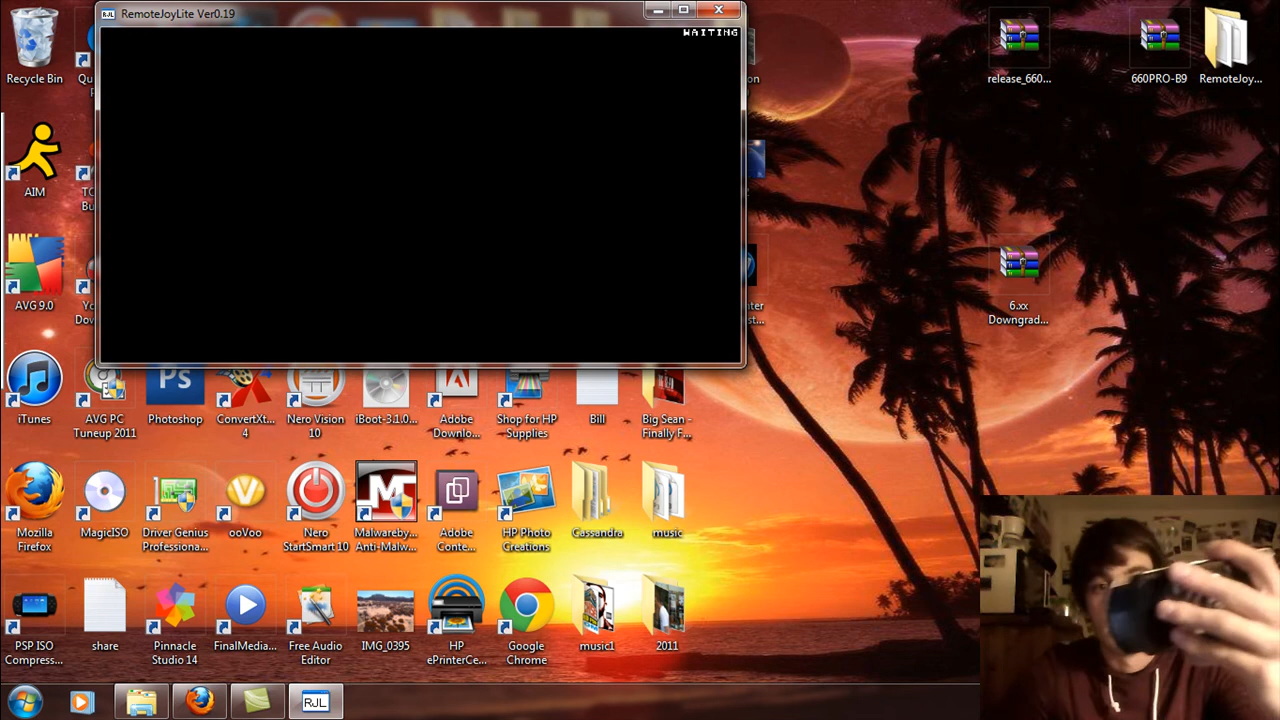 RemoteJoyLite Ver0.19
WAITING
Recycle Bin
AIM
AVG 9.0
iTunes
AVG PC
Tuneup 2011
Photoshop
ConvertXt...
4
Nero Vision
10
iBoot-3.1.0...
Adobe
Downlo...
Shop for HP
Supplies
Bill
Big Sean -
Finally F...
Mozilla
Firefox
MagicISO
Driver Genius
Professiona...
ooVoo
Nero
StartSmart 10
Malwareby...
Anti-Malw...
Adobe
Conte...
HP Photo
Creations
Cassandra
music
PSP ISO
Compress...
share
Pinnacle
Studio 14
FinalMedia...
Free Audio
Editor
IMG_0395
HP
ePrinterCe...
Google
Chrome
music1
2011
release_660...
660PRO-B9
RemoteJoy...
6.xx
Downgrad...
Ps
RJL